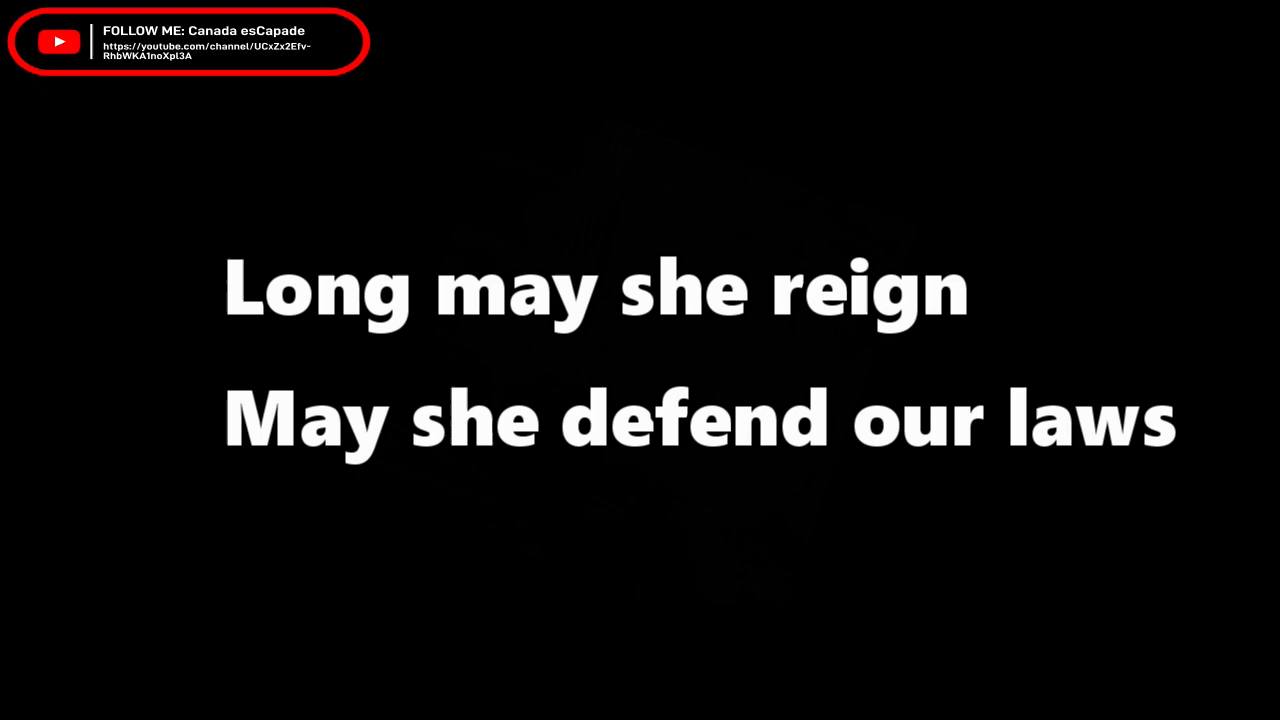 FOLLOW ME: Canada esCapade
https://youtube.com/channel/UCxZx2Efv-
RhbWKA1noXpl3A
Long may she reign
May she defend our laws